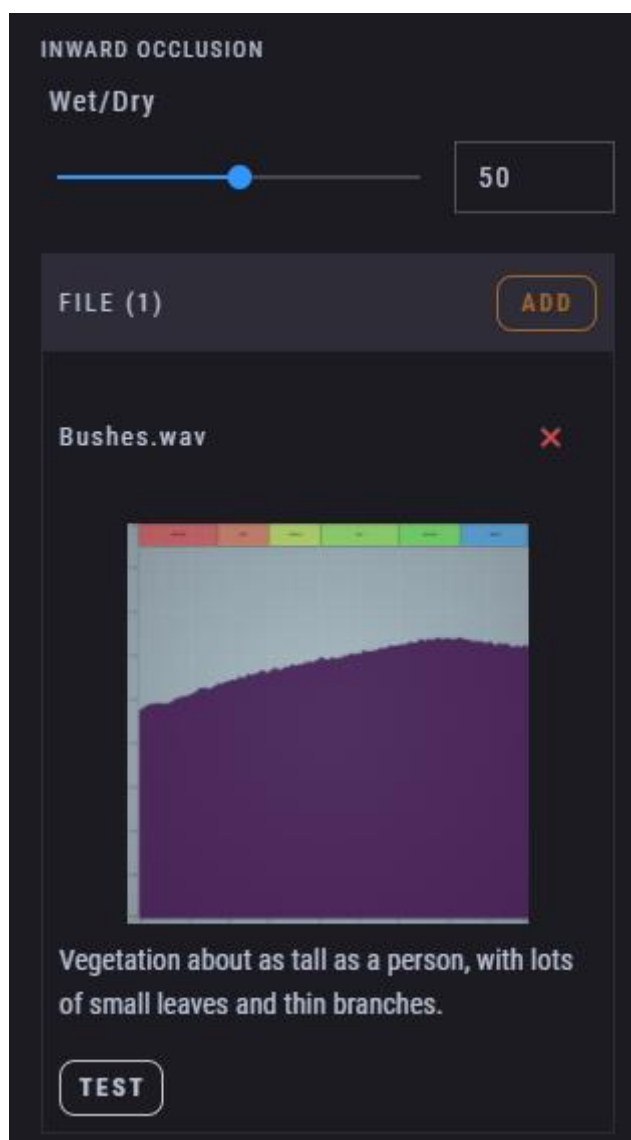 INWARD OCCLUSION
Wet/Dry
50
FILE (1)
ADD
Bushes.wav
Vegetation about as tall as a person, with lots
of small leaves and thin branches.
TEST